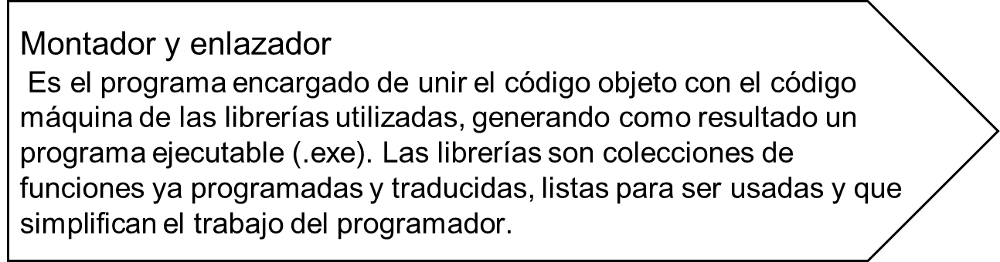 Montador y enlazador
Es el programa encargado de unir el código objeto con el código
máquina de las librerías utilizadas, generando como resultado un
programa ejecutable (.exe). Las librerías son colecciones de
funciones ya programadas y traducidas, listas para ser usadas y que
simplifican el trabajo del programador.